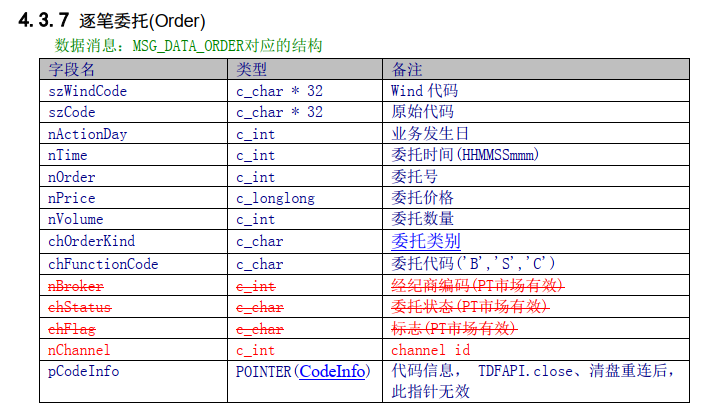 4.3.7 逐笔委托(Order)
数据消息：MSG_DATA_ORDER对应的结构
字段名 类型 备注
szWindCode c_char * 32 Wind 代码
szCode c_char * 32 原始代码
nActionDay c_int 业务发生日
nTime c_int 委托时间(HHMMSSmmm)
nOrder c_int 委托号
nPrice c_longlong 委托价格
nVolume c_int 委托数量
chOrderKind c_char 委托类别
chFunctionCode c_char 委托代码('B','S','C')
nBroker c_int 经纪商编码(PT市场有效)
chStatus c_char 委托状态(PT市场有效)
chFlag c_char 标志(PT市场有效)
nChannel c_int channel id
pCodeInfo POINTER(CodeInfo) 代码信息， TDFAPI.close、清盘重连后，
此指针无效